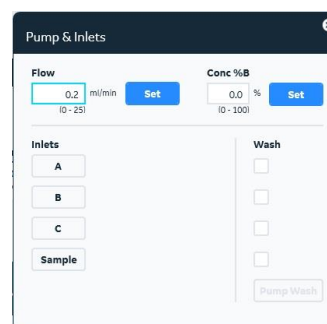 Pump & Inlets
Flow Conc %B
0.2 ml/min Set 0.0 % Set
(0 - 25) (0 - 100)
Inlets Wash
A
B
C
Sample
Pump Wash